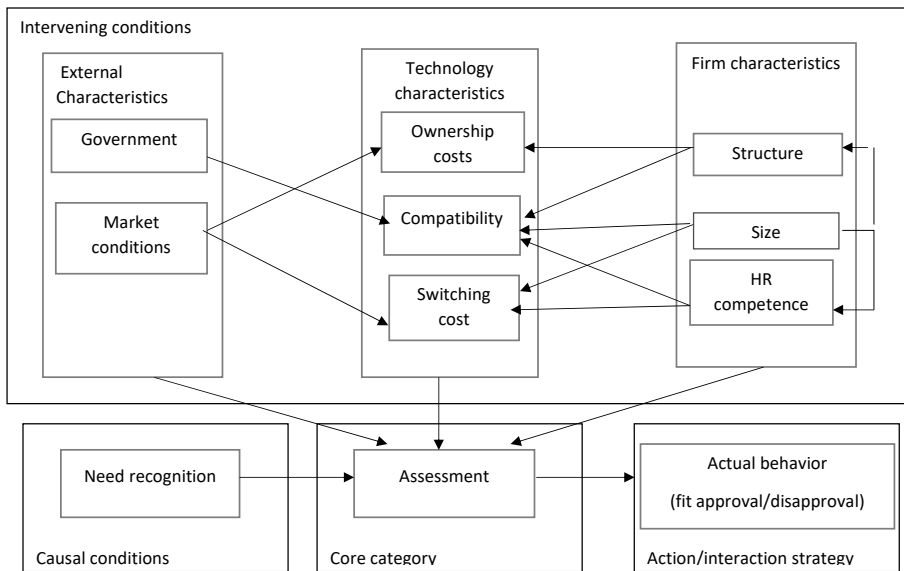 Intervening conditions
External
Characteristics
Government
Market
conditions
Technology
characteristics
Ownership
costs
Compatibility
Switching
cost
Firm characteristics
Structure
Size
HR
competence
Need recognition
Causal conditions
Assessment
Core category
Actual behavior
(fit approval/disapproval)
Action/interaction strategy